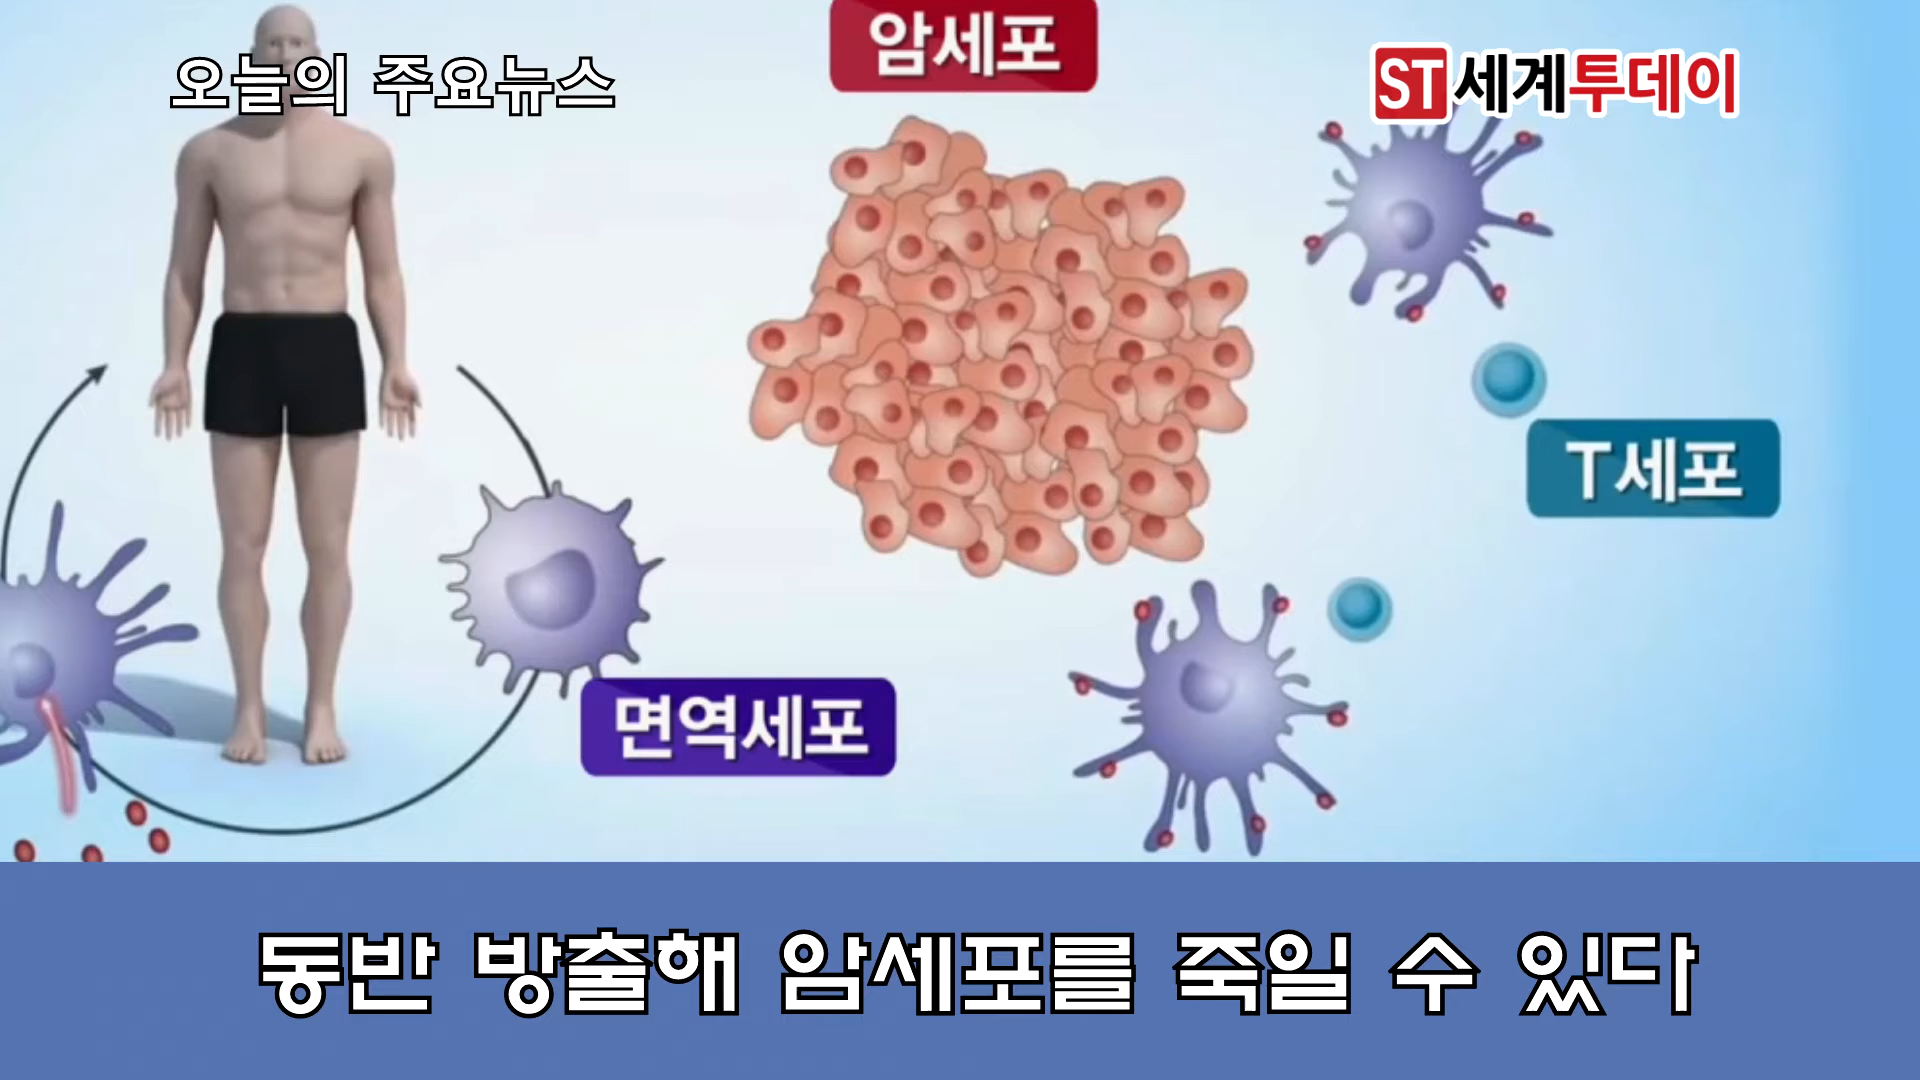 암세포
오늘의 주요뉴스
ST세계투데이
T세포
면역세포
동반 방출해 암세포를 죽일 수 있다